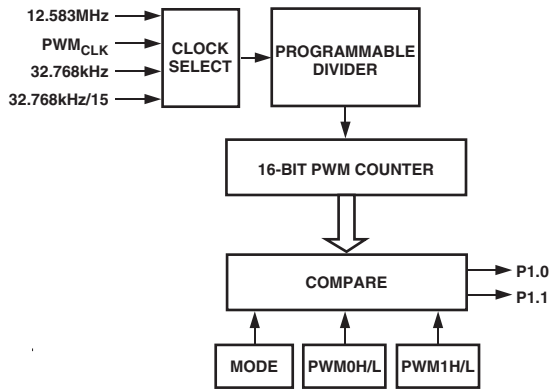 12.583MHz
PWMCLK
32.768kHz
32.768kHz/15
CLOCK
SELECT
PROGRAMMABLE
DIVIDER
16-BIT PWM COUNTER
COMPARE
P1.0
P1.1
MODE
PWM0H/L
PWM1H/L